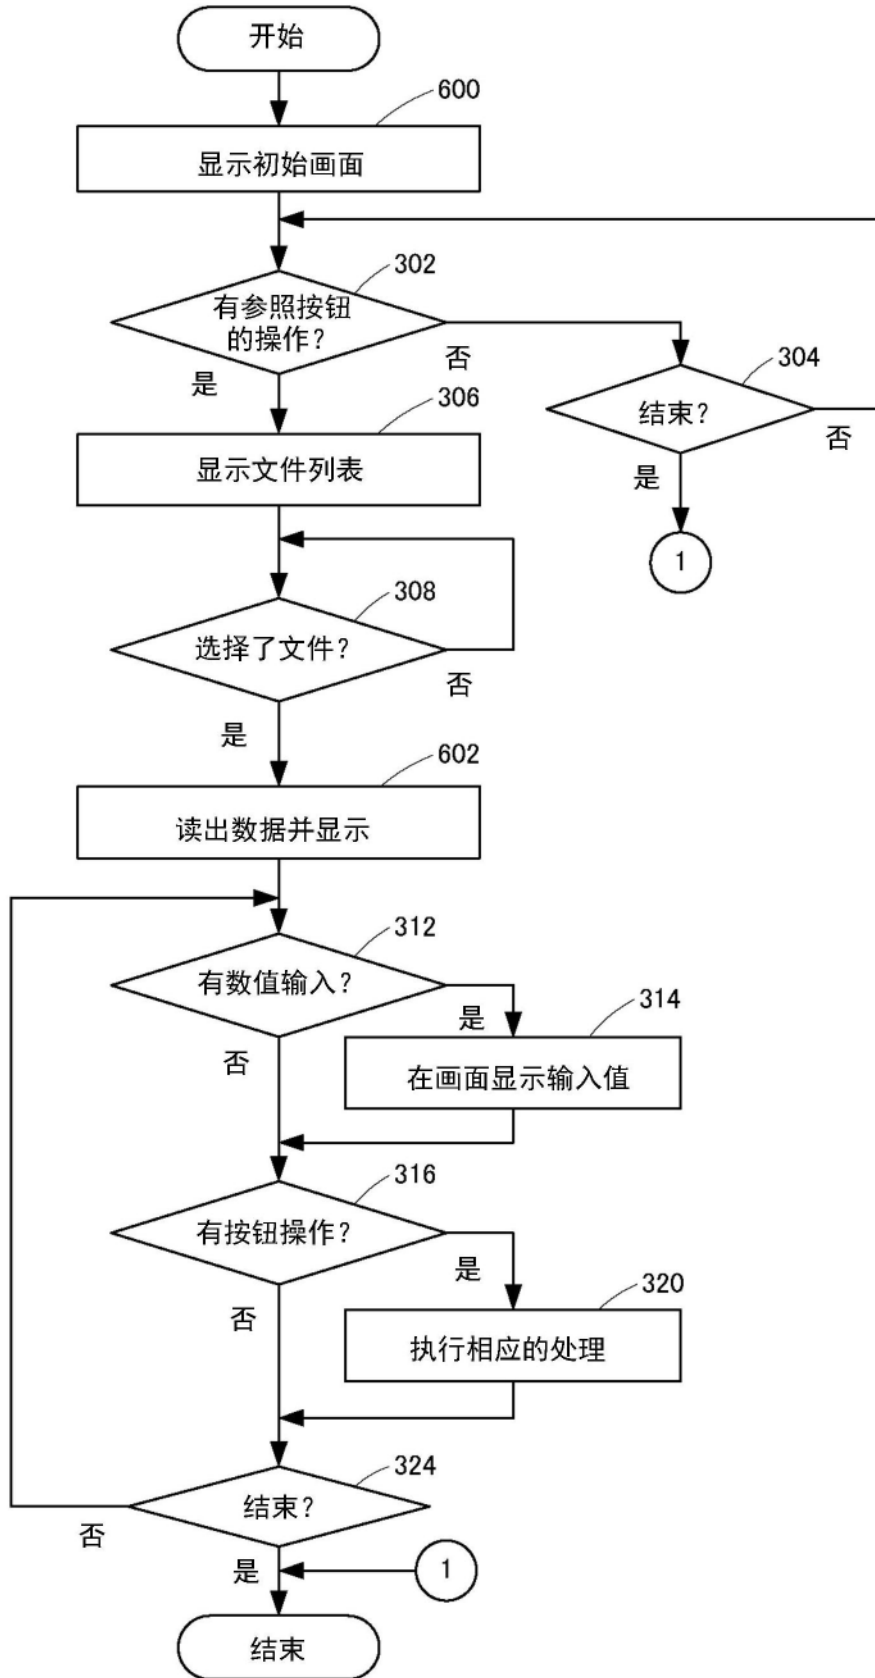 开始
600
显示初始画面
302
有参照按钮
的操作？
否
是
304
结束？
否
是
1
306
显示文件列表
308
选择了文件？
否
是
602
读出数据并显示
312
有数值输入？
是
否
314
在画面显示输入值
316
有按钮操作？
是
否
320
执行相应的处理
324
结束？
否
是
1
结束